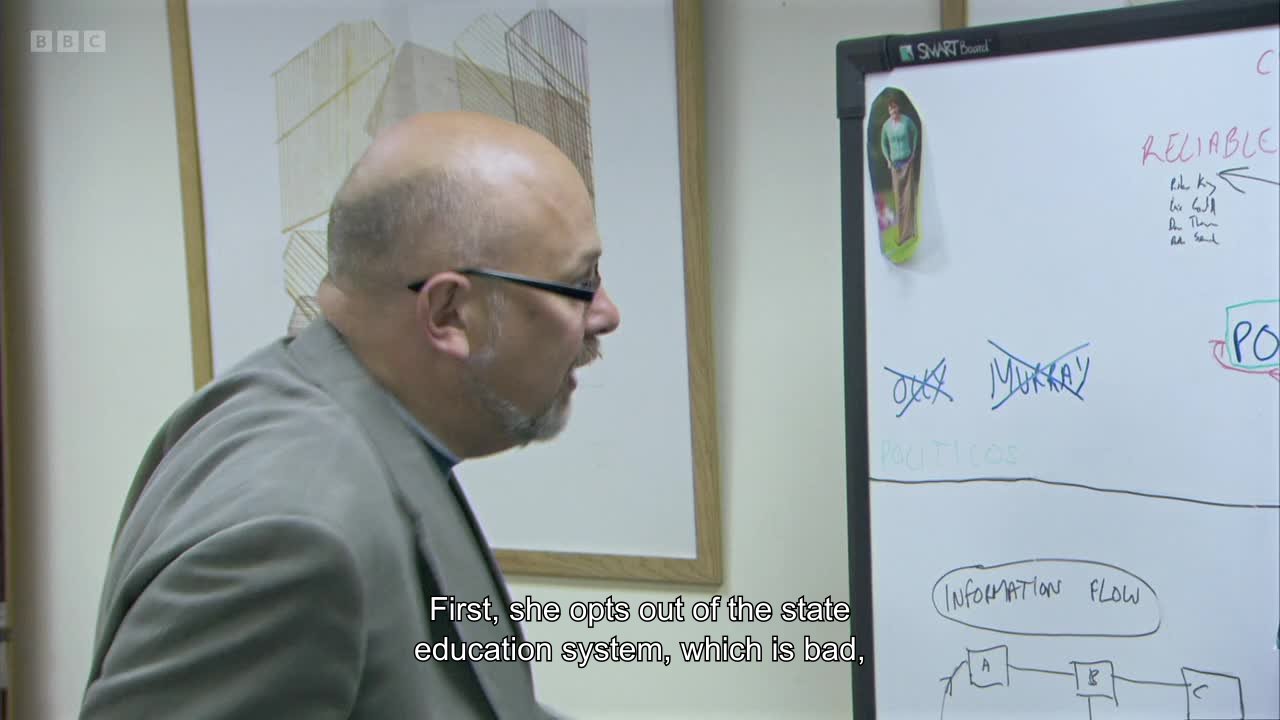 BBC
SMART Board
C
RELIABLE
PO
OLLY
MURRAY
POLITICOS
INFORMATION FLOW
A
B
C
First, she opts out of the state
education system, which is bad,